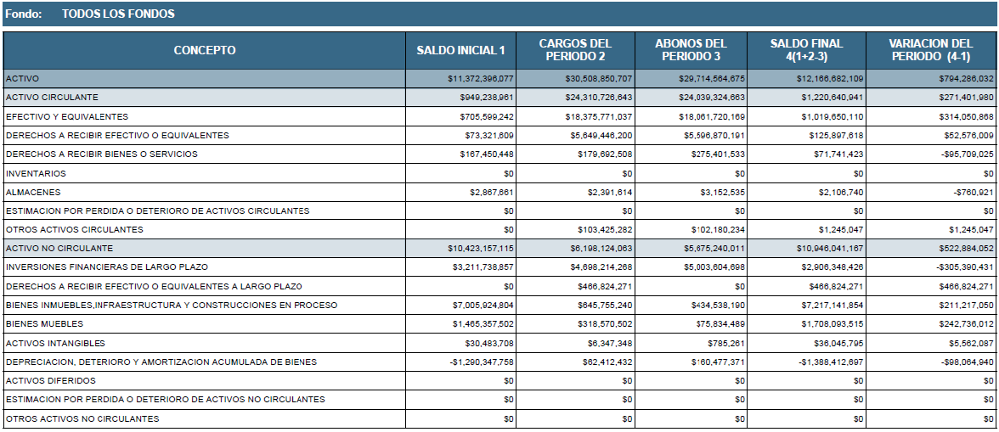 Fondo: TODOS LOS FONDOS
CONCEPTO SALDO INICIAL 1 CARGOS DEL PERIODO 2 ABONOS DEL PERIODO 3 SALDO FINAL 4(1+2-3) VARIACION DEL PERIODO (4-1)
ACTIVO $11,372,396,077 $30,508,850,707 $29,714,564,675 $12,166,682,109 $794,286,032
ACTIVO CIRCULANTE $949,238,961 $24,310,726,643 $24,039,324,663 $1,220,640,941 $271,401,980
EFECTIVO Y EQUIVALENTES $705,599,242 $18,375,771,037 $18,061,720,169 $1,019,650,110 $314,050,868
DERECHOS A RECIBIR EFECTIVO O EQUIVALENTES $73,321,609 $5,649,446,200 $5,596,870,191 $125,897,618 $52,576,009
DERECHOS A RECIBIR BIENES O SERVICIOS $167,450,448 $179,692,508 $275,401,533 $71,741,423 -$95,709,025
INVENTARIOS $0 $0 $0 $0 $0
ALMACENES $2,867,661 $2,391,614 $3,152,535 $2,106,740 -$760,921
ESTIMACION POR PERDIDA O DETERIORO DE ACTIVOS CIRCULANTES $0 $0 $0 $0 $0
OTROS ACTIVOS CIRCULANTES $0 $103,425,282 $102,180,234 $1,245,047 $1,245,047
ACTIVO NO CIRCULANTE $10,423,157,115 $6,198,124,063 $5,675,240,011 $10,946,041,167 $522,884,052
INVERSIONES FINANCIERAS DE LARGO PLAZO $3,211,738,857 $4,698,214,268 $5,003,604,698 $2,906,348,426 -$305,390,431
DERECHOS A RECIBIR EFECTIVO O EQUIVALENTES A LARGO PLAZO $0 $466,824,271 $0 $466,824,271 $466,824,271
BIENES INMUEBLES,INFRAESTRUCTURA Y CONSTRUCCIONES EN PROCESO $7,005,924,804 $645,755,240 $434,538,190 $7,217,141,854 $211,217,050
BIENES MUEBLES $1,465,357,502 $318,570,502 $75,834,489 $1,708,093,515 $242,736,012
ACTIVOS INTANGIBLES $30,483,708 $6,347,348 $785,261 $36,045,795 $5,562,087
DEPRECIACION, DETERIORO Y AMORTIZACION ACUMULADA DE BIENES -$1,290,347,758 $62,412,432 $160,477,371 -$1,388,412,697 -$98,064,940
ACTIVOS DIFERIDOS $0 $0 $0 $0 $0
ESTIMACION POR PERDIDA O DETERIORO DE ACTIVOS NO CIRCULANTES $0 $0 $0 $0 $0
OTROS ACTIVOS NO CIRCULANTES $0 $0 $0 $0 $0